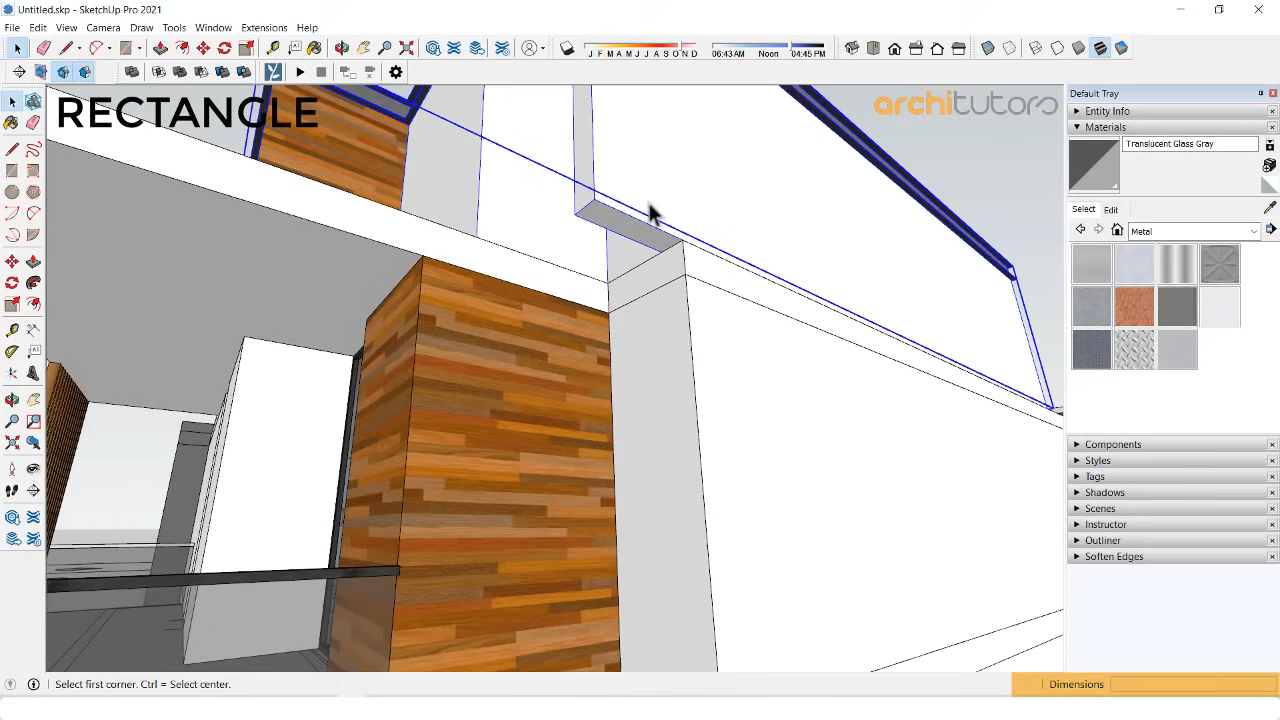 Untitled.skp - SketchUp Pro 2021
File Edit View Camera Draw Tools Window Extensions Help
J F M A M J J A S O N D
06:43 AM Noon 04:45 PM
RECTANGLE
architutors
Default Tray
Entity Info
Materials
Translucent Glass Gray
Select Edit
Metal
Components
Styles
Tags
Shadows
Scenes
Instructor
Outliner
Soften Edges
Select first corner. Ctrl = Select center.
Dimensions